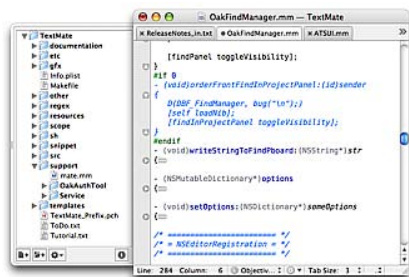 OakFindManager.mm — TextMate
ReleaseNotes_in.txt
OakFindManager.mm
ATSUI.mm
TextMate
documentation
etc
gfx
Info.plist
Makefile
other
regex
resources
scope
sh
snippet
src
support
mate.mm
OakAuthTool
Service
templates
TextMate_Prefix.pch
ToDo.txt
Tutorial.txt
[findPanel toggleVisibility];
}
#if 0
- (void)orderFrontFindInProjectPanel:(id)sender
{
D(DBF_FindManager, bug("\n");)
[self loadNib];
[findInProjectPanel toggleVisibility];
}
#endif
- (void)writeStringToFindPboard:(NSString*)str
{
- (NSMutableDictionary*)options
{
- (void)setOptions:(NSDictionary*)someOptions
{
/* ========================= */
/* = NSEditorRegistration = */
/* ========================= */
Line: 284 Column: 6 Objectiv... Tab Size: 3